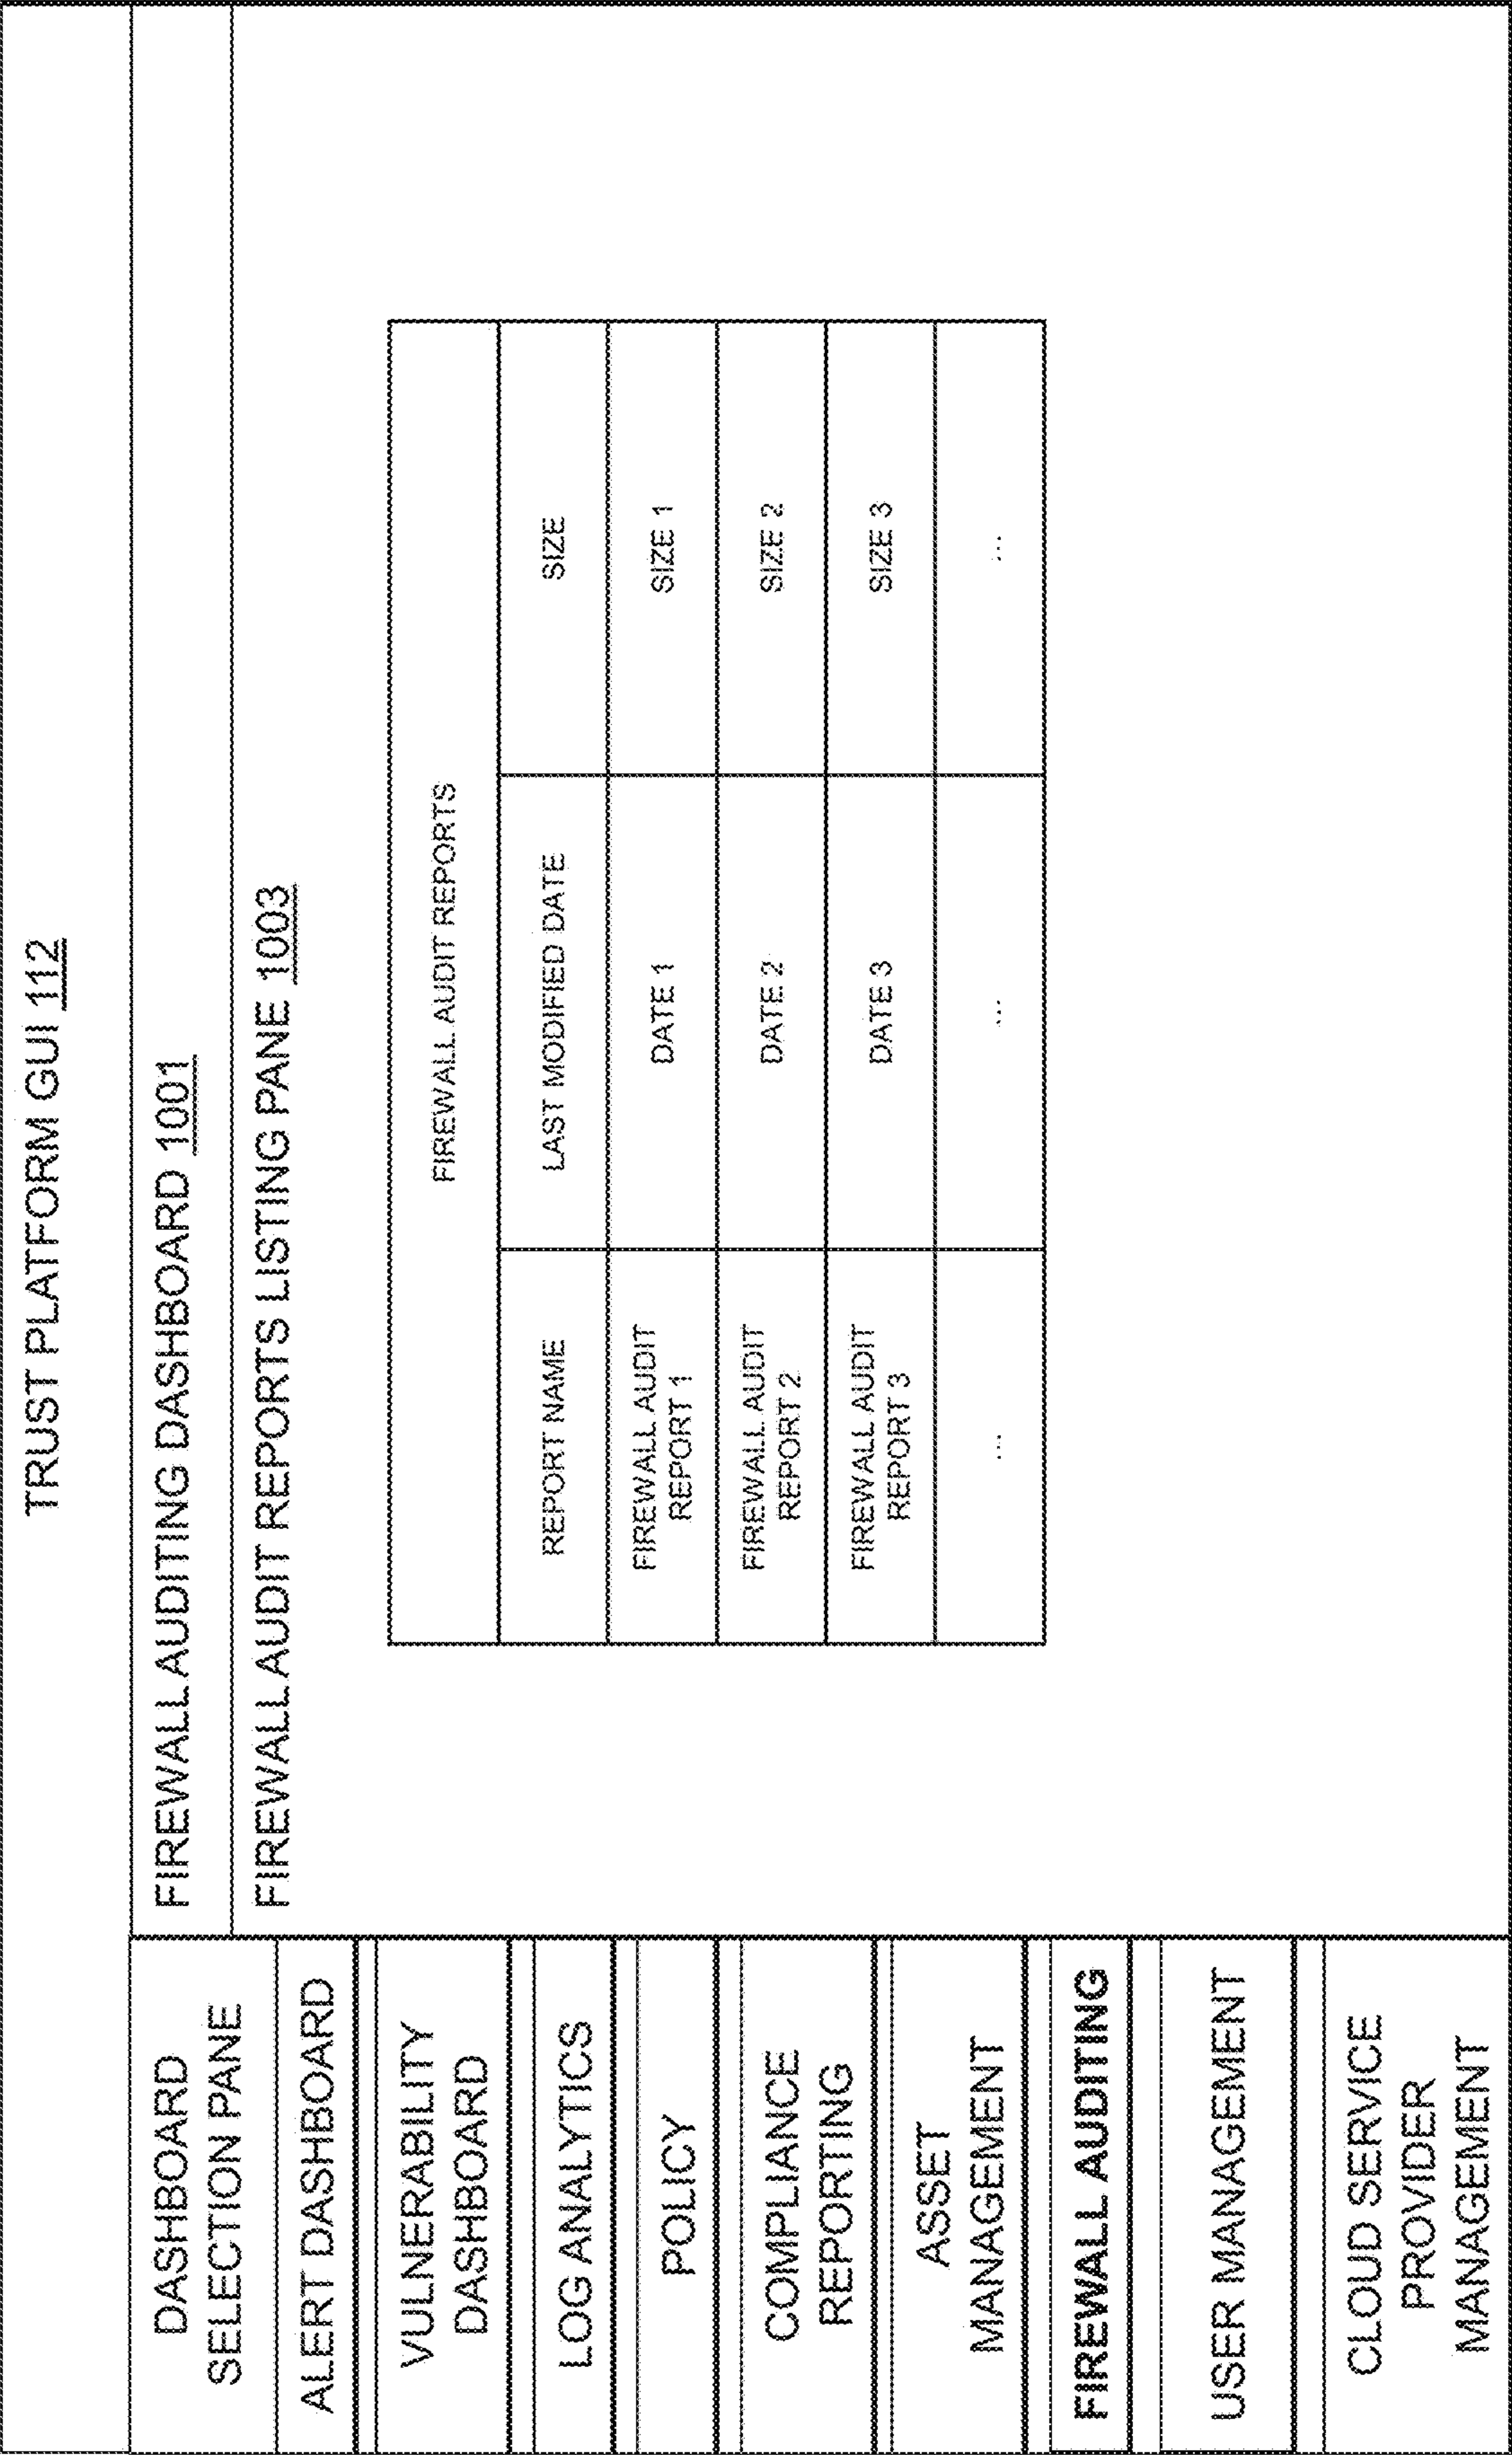 TRUST PLATFORM GUI 112
DASHBOARD
SELECTION PANE
ALERT DASHBOARD
VULNERABILITY
DASHBOARD
LOG ANALYTICS
POLICY
COMPLIANCE
REPORTING
ASSET
MANAGEMENT
FIREWALL AUDITING
USER MANAGEMENT
CLOUD SERVICE
PROVIDER
MANAGEMENT
FIREWALL AUDITING DASHBOARD 1001
FIREWALL AUDIT REPORTS LISTING PANE 1003
FIREWALL AUDIT REPORTS
REPORT NAME LAST MODIFIED DATE SIZE
FIREWALL AUDIT
REPORT 1 DATE 1 SIZE 1
FIREWALL AUDIT
REPORT 2 DATE 2 SIZE 2
FIREWALL AUDIT
REPORT 3 DATE 3 SIZE 3
... ... ...